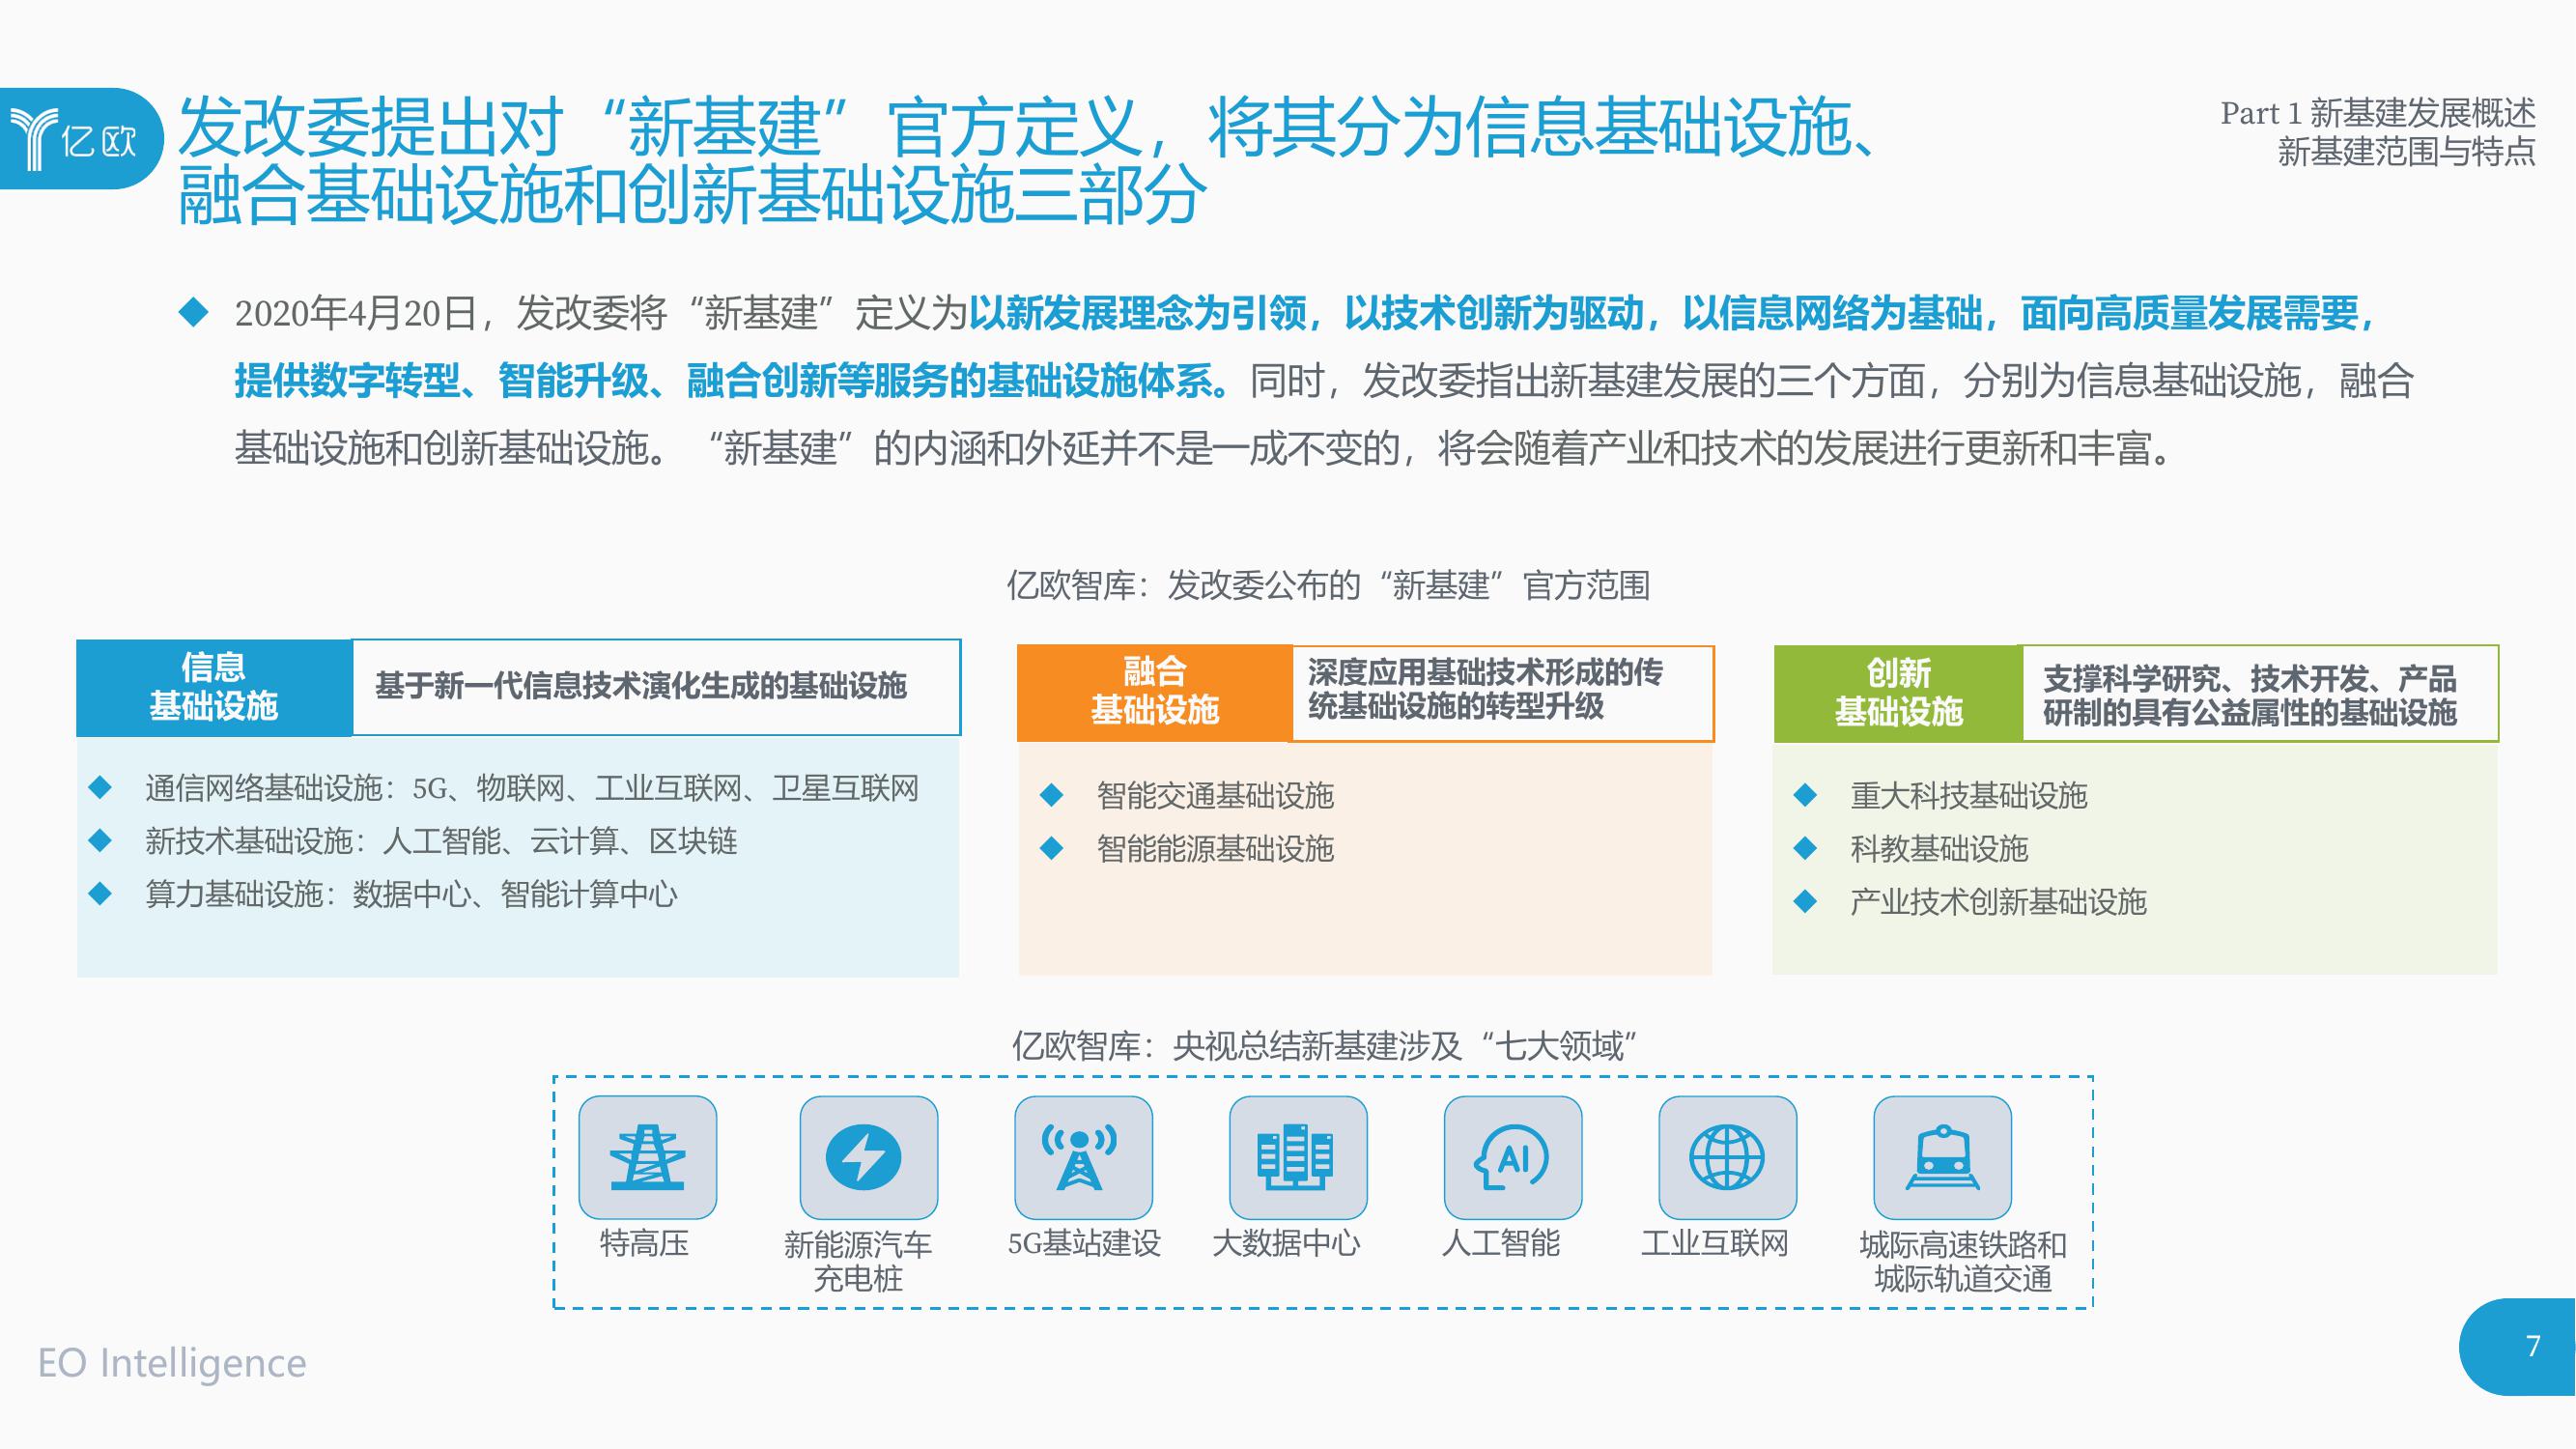 亿欧
发改委提出对“新基建”官方定义，将其分为信息基础设施、
融合基础设施和创新基础设施三部分
Part 1 新基建发展概述
新基建范围与特点
2020年4月20日，发改委将“新基建”定义为以新发展理念为引领，以技术创新为驱动，以信息网络为基础，面向高质量发展需要，
提供数字转型、智能升级、融合创新等服务的基础设施体系。同时，发改委指出新基建发展的三个方面，分别为信息基础设施，融合
基础设施和创新基础设施。“新基建”的内涵和外延并不是一成不变的，将会随着产业和技术的发展进行更新和丰富。
亿欧智库：发改委公布的“新基建”官方范围
信息
基础设施
基于新一代信息技术演化生成的基础设施
通信网络基础设施：5G、物联网、工业互联网、卫星互联网
新技术基础设施：人工智能、云计算、区块链
算力基础设施：数据中心、智能计算中心
融合
基础设施
深度应用基础技术形成的传
统基础设施的转型升级
智能交通基础设施
智能能源基础设施
创新
基础设施
支撑科学研究、技术开发、产品
研制的具有公益属性的基础设施
重大科技基础设施
科教基础设施
产业技术创新基础设施
亿欧智库：央视总结新基建涉及“七大领域”
AI
特高压
新能源汽车
充电桩
5G基站建设
大数据中心
人工智能
工业互联网
城际高速铁路和
城际轨道交通
EO Intelligence
7